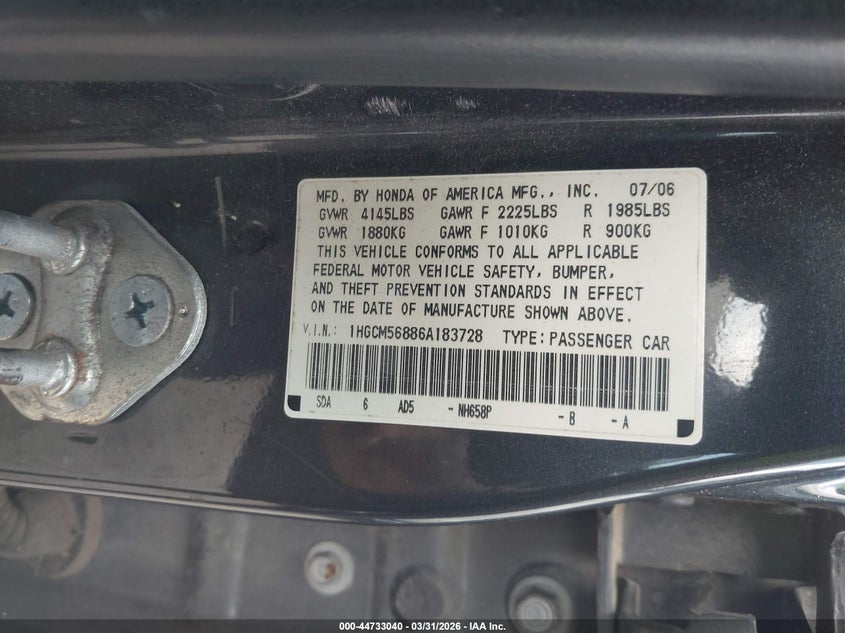 MFD. BY HONDA OF AMERICA MFG., INC. 07/06
GVWR 4145LBS GAWR F 2225LBS R 1985LBS
GVWR 1880KG GAWR F 1010KG R 900KG
THIS VEHICLE CONFORMS TO ALL APPLICABLE
FEDERAL MOTOR VEHICLE SAFETY, BUMPER,
AND THEFT PREVENTION STANDARDS IN EFFECT
ON THE DATE OF MANUFACTURE SHOWN ABOVE.
V.I.N.: 1HGCM56886A183728 TYPE: PASSENGER CAR
SDA 6 AD5 - NH658P - B - A
000-44733040 - 03/31/2026 - IAA Inc.